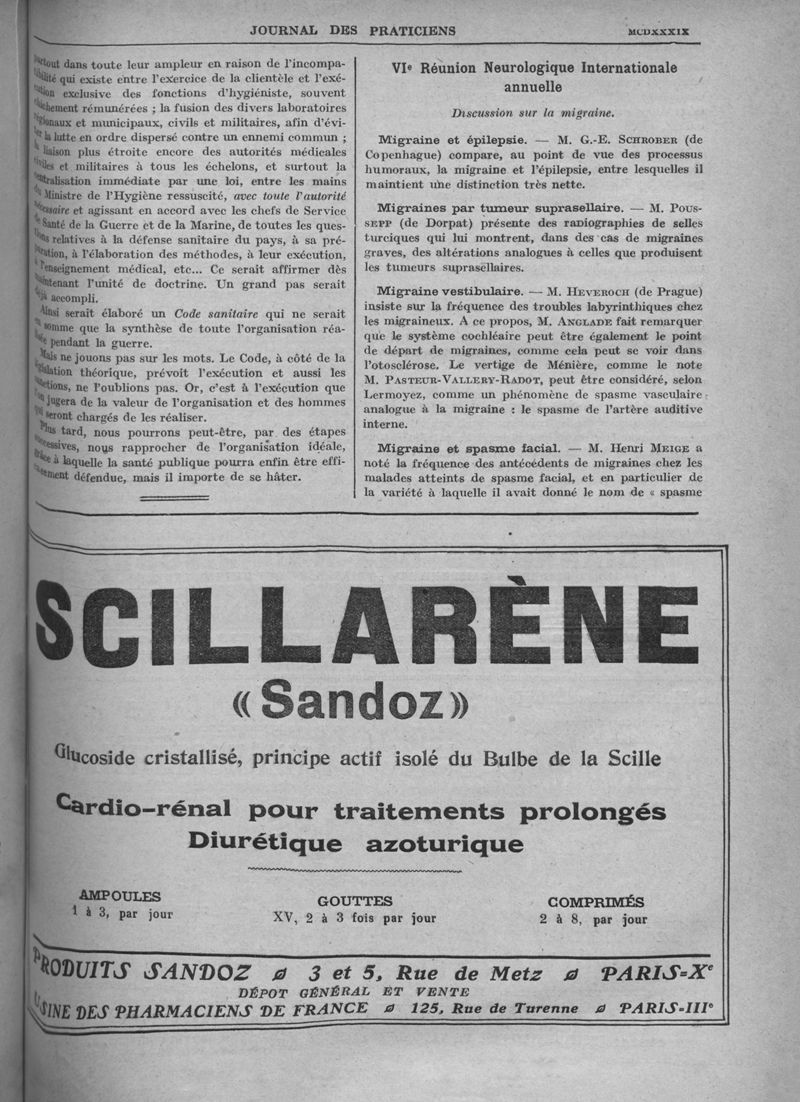 JOURNAL DES PRATICIENS
MCDXXXIX
partout dans toute leur ampleur en raison de l'incompa-
tibilité qui existe entre l'exercice de la clientèle et l'exé-
cution exclusive des fonctions d'hygiéniste, souvent
chichement rémunérées ; la fusion des divers laboratoires
régionaux et municipaux, civils et militaires, afin d'évi-
ter la lutte en ordre dispersé contre un ennemi commun ;
liaison plus étroite encore des autorités médicales
civiles et militaires à tous les échelons, et surtout la
centralisation immédiate par une loi, entre les mains
du Ministre de l'Hygiène ressuscité, avec toute l'autorité
nécessaire et agissant en accord avec les chefs de Service
de Santé de la Guerre et de la Marine, de toutes les ques-
tions relatives à la défense sanitaire du pays, à sa pré-
paration, à l'élaboration des méthodes, à leur exécution,
à l'enseignement médical, etc... Ce serait affirmer dès
maintenant l'unité de doctrine. Un grand pas serait
déjà accompli.
Ainsi serait élaboré un Code sanitaire qui ne serait
en somme que la synthèse de toute l'organisation réa-
lisée pendant la guerre.
Mais ne jouons pas sur les mots. Le Code, à côté de la
législation théorique, prévoit l'exécution et aussi les
sanctions, ne l'oublions pas. Or, c'est à l'exécution que
l'on jugera de la valeur de l'organisation et des hommes
qui seront chargés de les réaliser.
Plus tard, nous pourrons peut-être, par des étapes
successives, nous rapprocher de l'organisation idéale,
grâce à laquelle la santé publique pourra enfin être effi-
cacement défendue, mais il importe de se hâter.
VIe Réunion Neurologique Internationale
annuelle
Discussion sur la migraine.
Migraine et épilepsie. — M. G.-E. SCHROBER (de
Copenhague) compare, au point de vue des processus
humoraux, la migraine et l'épilepsie, entre lesquelles il
maintient une distinction très nette.
Migraines par tumeur suprasellaire. — M. POUS-
SEPP (de Dorpat) présente des radiographies de selles
turciques qui lui montrent, dans des cas de migraines
graves, des altérations analogues à celles que produisent
les tumeurs suprasellaires.
Migraine vestibulaire. — M. HEVEROCH (de Prague)
insiste sur la fréquence des troubles labyrinthiques chez
les migraineux. A ce propos, M. ANGLADE fait remarquer
que le système cochléaire peut être également le point
de départ de migraines, comme cela peut se voir dans
l'otosclérose. Le vertige de Ménière, comme le note
M. PASTEUR-VALLERY-RADOT, peut être considéré, selon
Lermoyez, comme un phénomène de spasme vasculaire
analogue à la migraine : le spasme de l'artère auditive
interne.
Migraine et spasme facial. — M. Henri MEIGE a
noté la fréquence des antécédents de migraines chez les
malades atteints de spasme facial, et en particulier de
la variété à laquelle il avait donné le nom de « spasme
SCILLARÈNE
« Sandoz »
Glucoside cristallisé, principe actif isolé du Bulbe de la Scille
Cardio-rénal pour traitements prolongés
Diurétique azoturique
AMPOULES
1 à 3, par jour
GOUTTES
XV, 2 à 3 fois par jour
COMPRIMÉS
2 à 8, par jour
PRODUITS SANDOZ ø 3 et 5, Rue de Metz ø PARIS-Xe
DÉPOT GÉNÉRAL ET VENTE
USINE DES PHARMACIENS DE FRANCE ø 125, Rue de Turenne ø PARIS-IIIe